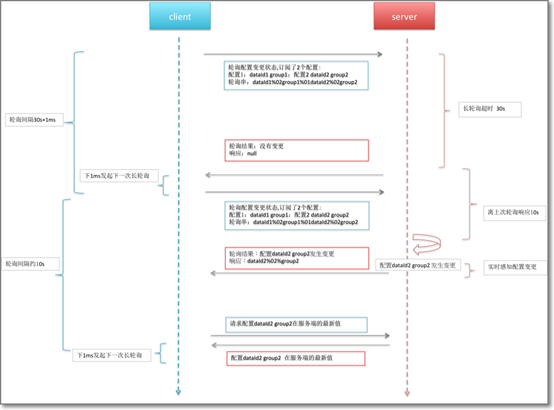 client
server
轮询配置变更状态,订阅了2个配置:
配置1: dataId1 group1; 配置2 dataId2 group2
轮询串: dataId1%02group1%01dataId2%02group2
长轮询超时 30s
轮询间隔30s+1ms
轮询结果: 没有变更
响应: null
下1ms发起下一次长轮询
轮询配置变更状态,订阅了2个配置:
配置1: dataId1 group1; 配置2 dataId2 group2
轮询串: dataId1%02group1%01dataId2%02group2
离上次轮询响应10s
轮询结果：配置dataId2 group2发生变更
响应: dataId2%02%group2
配置dataId2 group2 发生变更
实时感知配置变更
轮询间隔约10s
请求配置dataId2 group2在服务端的最新值
下1ms发起下一次长轮询
配置dataId2 group2 在服务端的最新值